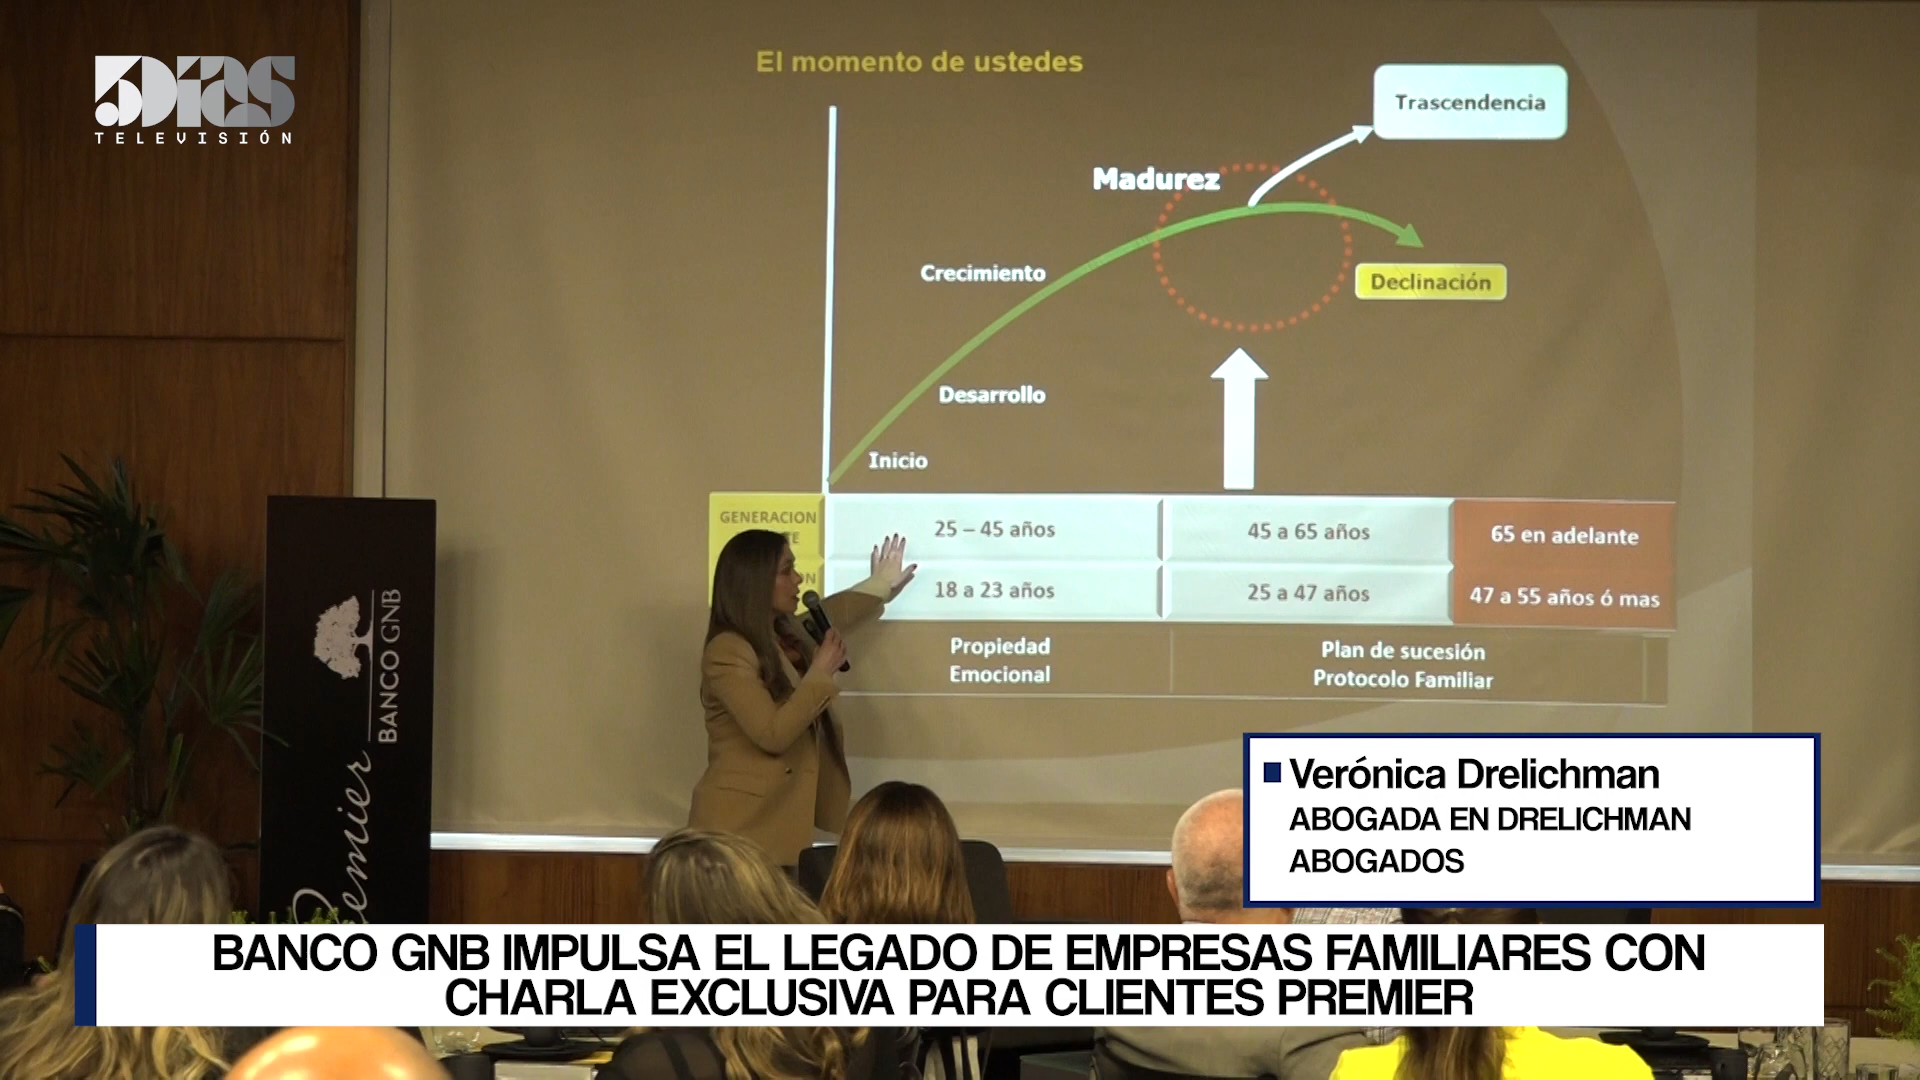 5Días
TELEVISIÓN
El momento de ustedes
Trascendencia
Madurez
Crecimiento
Declinación
Desarrollo
Inicio
GENERACION
25 – 45 años
45 a 65 años
65 en adelante
18 a 23 años
25 a 47 años
47 a 55 años ó mas
Propiedad
Emocional
Plan de sucesión
Protocolo Familiar
BANCO GNB
Premier
Verónica Drelichman
ABOGADA EN DRELICHMAN
ABOGADOS
BANCO GNB IMPULSA EL LEGADO DE EMPRESAS FAMILIARES CON
CHARLA EXCLUSIVA PARA CLIENTES PREMIER